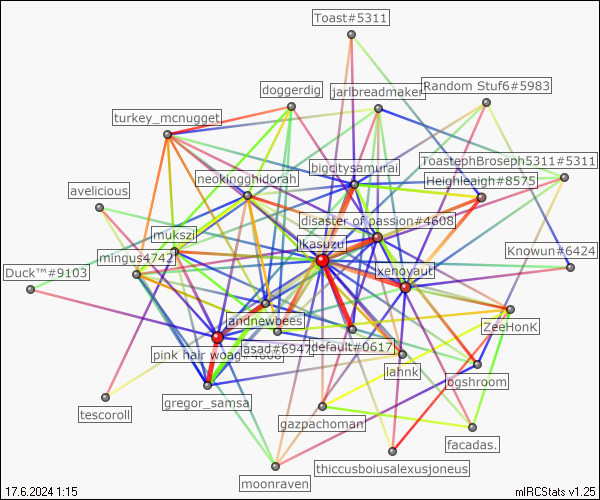 Toast#5311
doggerdig
jarlbreadmaker
Random Stuf6#5983
turkey_mcnugget
bigcitysamurai
ToastephBroseph5311#5311
neokingghidorah
Heighleaigh#8575
avelicious
disaster of passion#4608
mukszi
ikasuzu
Knowun#6424
mingus4742
xenoyaut
Duck™#9103
jandnewbees
ZeeHonK
pink hair woag#4068
asad#6947
default#0617
lahnk
ogshroom
tescoroll
gregor_samsa
gazpachoman
facadas.
thiccusboiusalexusjoneus
moonraven
17.6.2024 1:15
mIRCStats v1.25